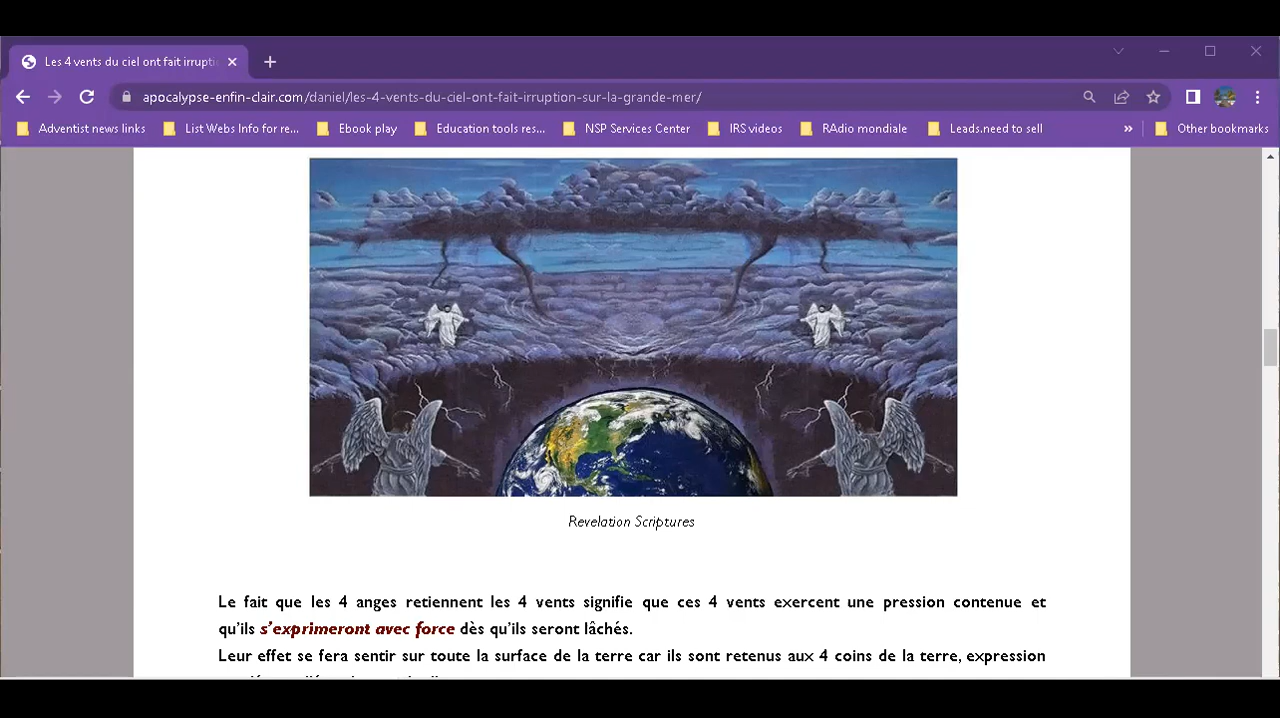 Les 4 vents du ciel ont fait irrupti
apocalypse-enfin-clair.com/daniel/les-4-vents-du-ciel-ont-fait-irruption-sur-la-grande-mer/
Adventist news links List Webs Info for re... Ebook play Education tools res... NSP Services Center IRS videos RAdio mondiale Leads.need to sell » Other bookmarks
Revelation Scriptures
Le fait que les 4 anges retiennent les 4 vents signifie que ces 4 vents exercent une pression contenue et
qu'ils s'exprimeront avec force dès qu'ils seront lâchés.
Leur effet se fera sentir sur toute la surface de la terre car ils sont retenus aux 4 coins de la terre, expression